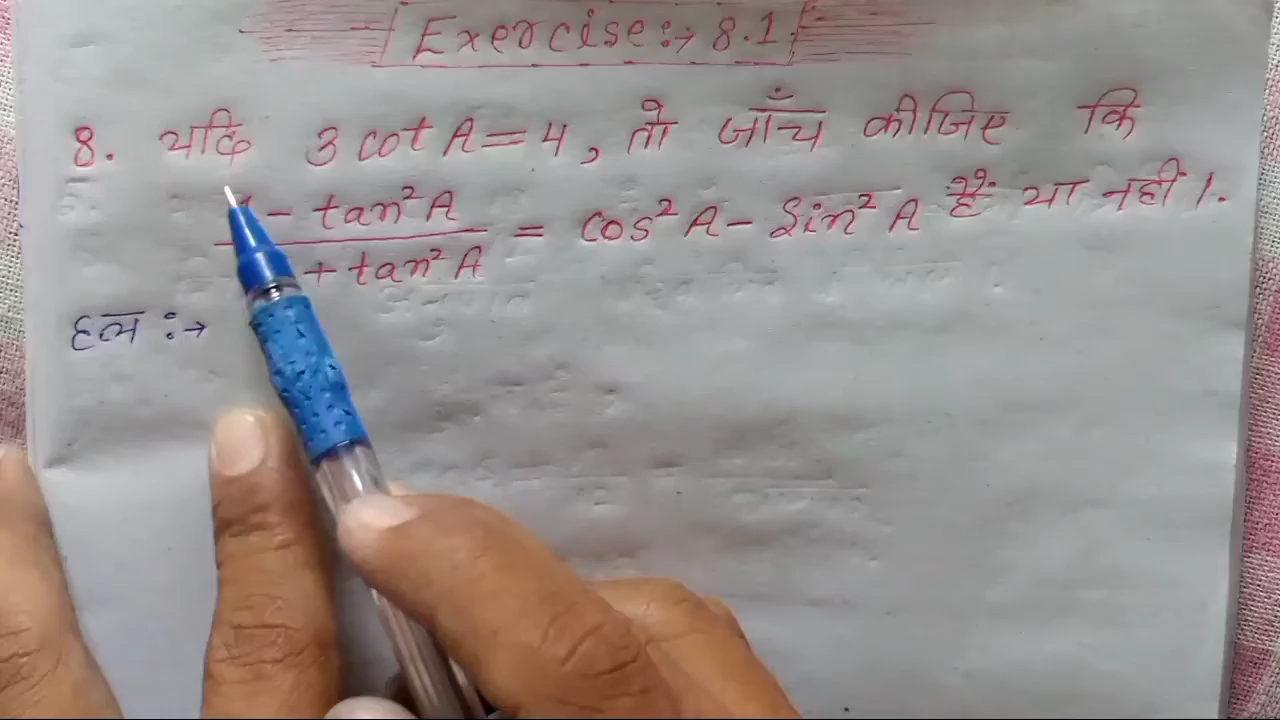 Exercise:→ 8.1
8. यदि 3 cot A = 4, तो जाँच कीजिए कि
- tan² A / + tan² A = cos² A - Sin² A है या नहीं।.
हल :→